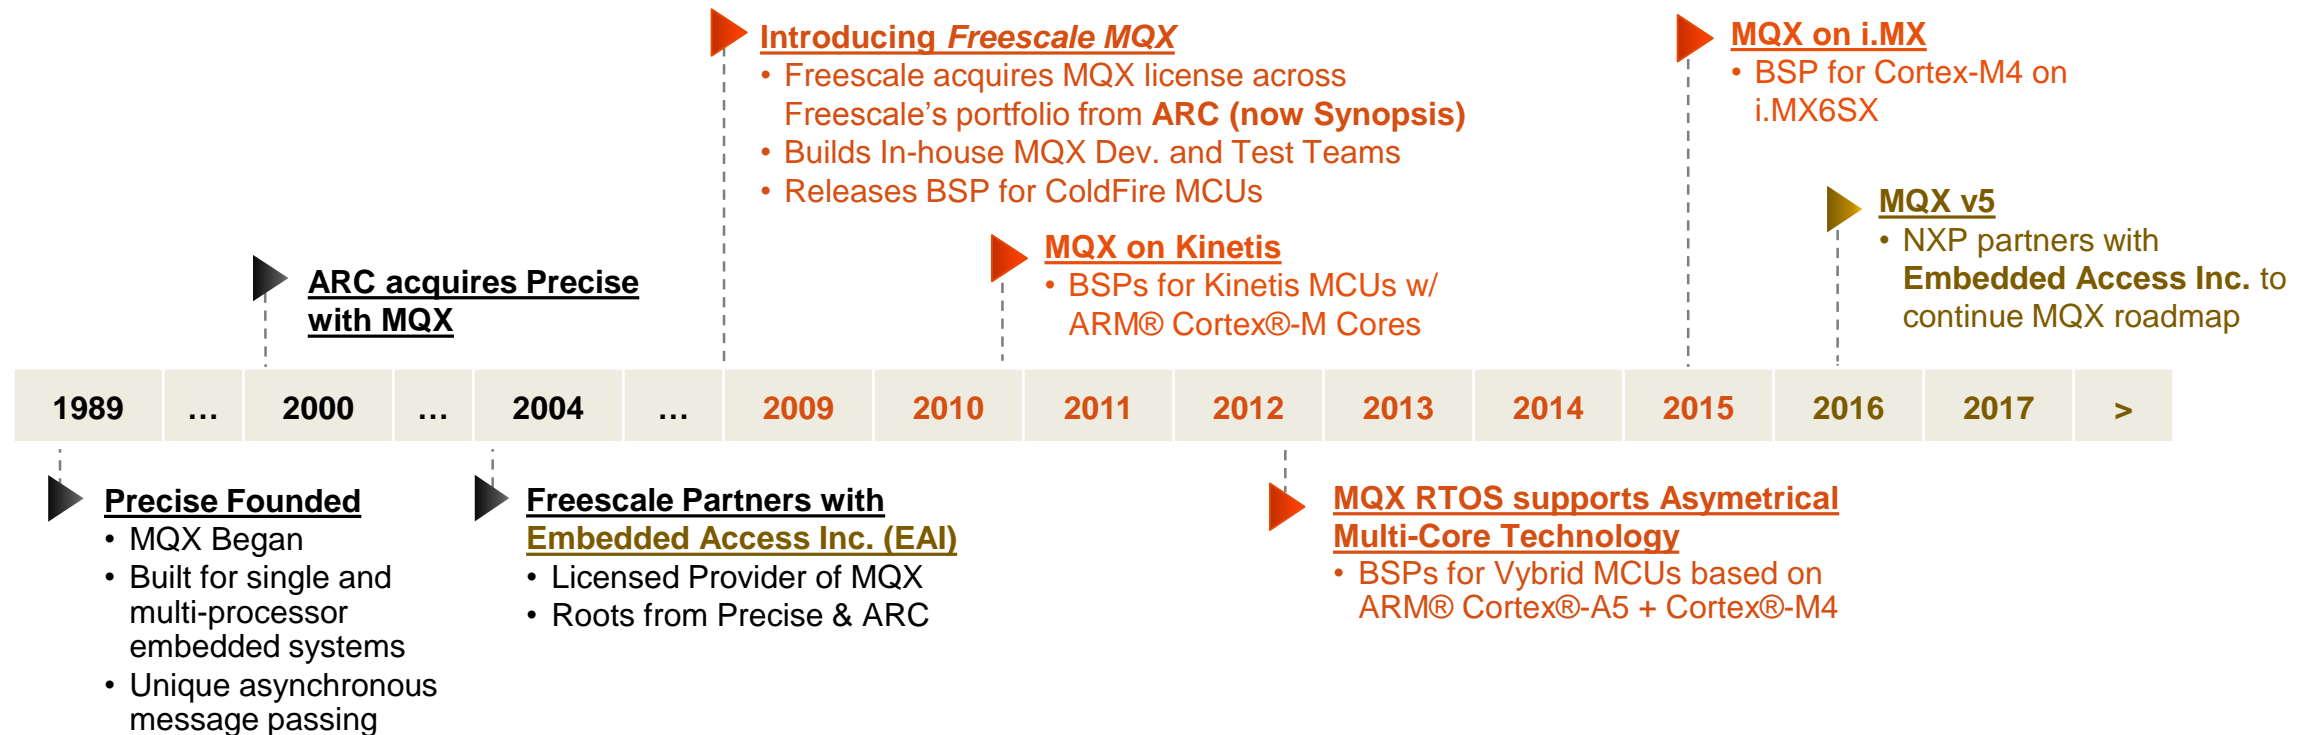 Introducing Freescale MQX
• Freescale acquires MQX license across
Freescale’s portfolio from ARC (now Synopsis)
• Builds In-house MQX Dev. and Test Teams
• Releases BSP for ColdFire MCUs
MQX on i.MX
• BSP for Cortex-M4 on
i.MX6SX
MQX v5
• NXP partners with
Embedded Access Inc. to
continue MQX roadmap
ARC acquires Precise
with MQX
MQX on Kinetis
• BSPs for Kinetis MCUs w/
ARM® Cortex®-M Cores
1989 … 2000 … 2004 … 2009 2010 2011 2012 2013 2014 2015 2016 2017 >
Precise Founded
• MQX Began
• Built for single and
multi-processor
embedded systems
• Unique asynchronous
message passing
Freescale Partners with
Embedded Access Inc. (EAI)
• Licensed Provider of MQX
• Roots from Precise & ARC
MQX RTOS supports Asymetrical
Multi-Core Technology
• BSPs for Vybrid MCUs based on
ARM® Cortex®-A5 + Cortex®-M4